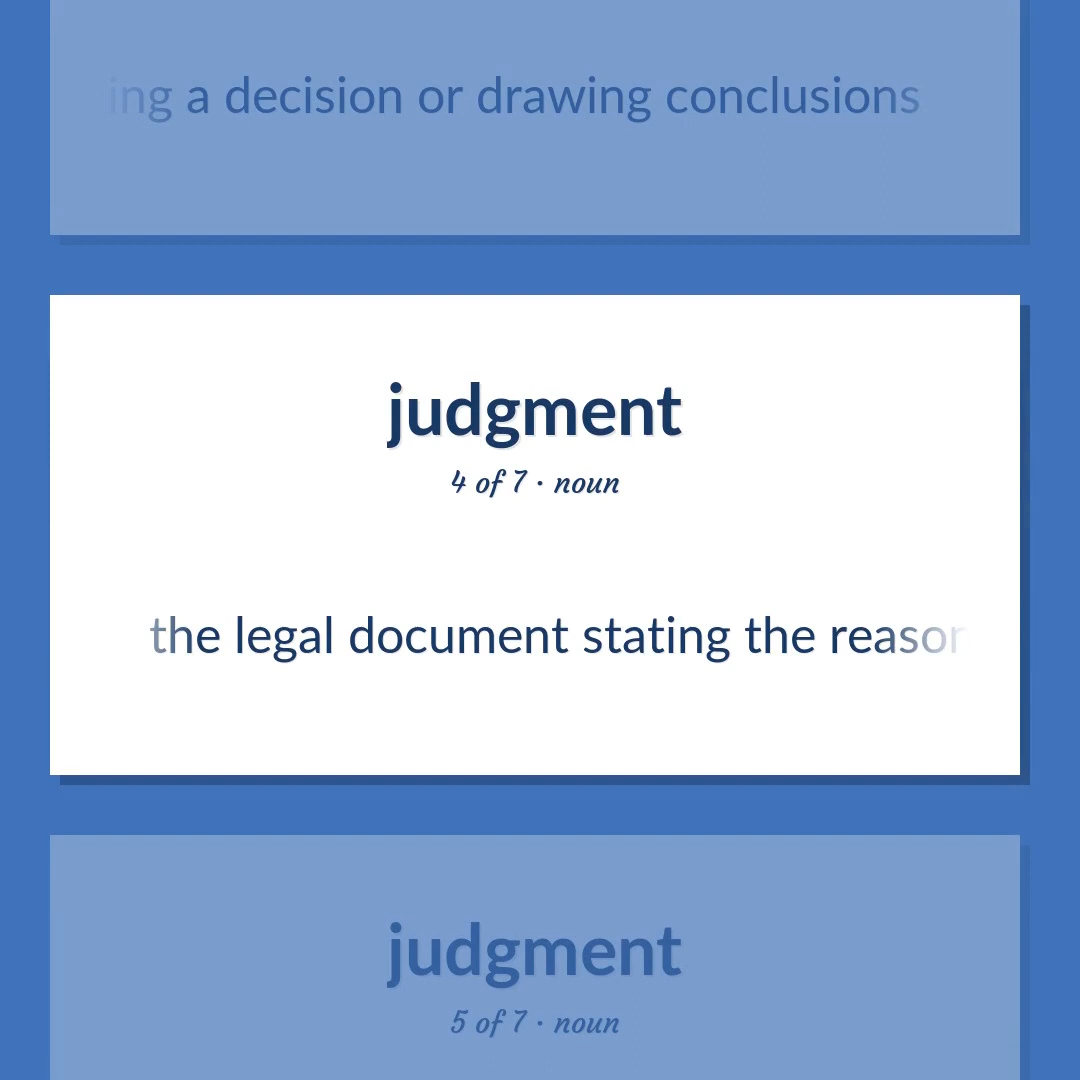 ing a decision or drawing conclusions
judgment
4 of 7 · noun
the legal document stating the reason
judgment
5 of 7 · noun